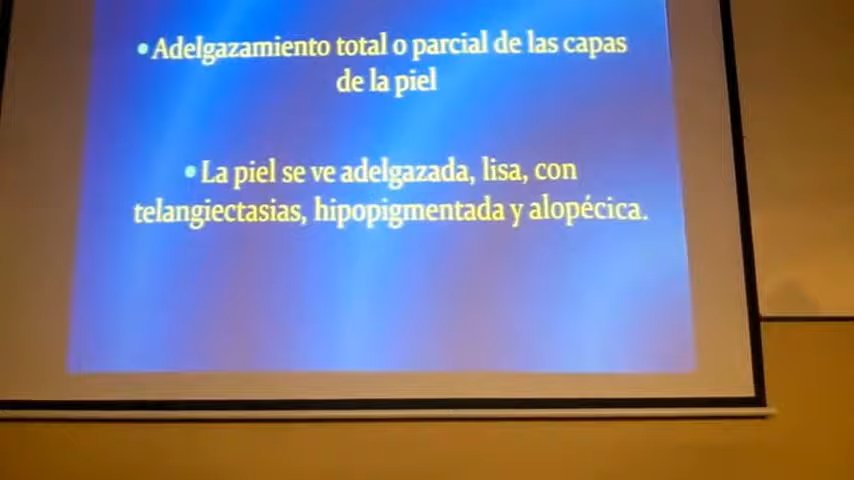 •Adelgazamiento total o parcial de las capas
de la piel
•La piel se ve adelgazada, lisa, con
telangiectasias, hipopigmentada y alopécica.